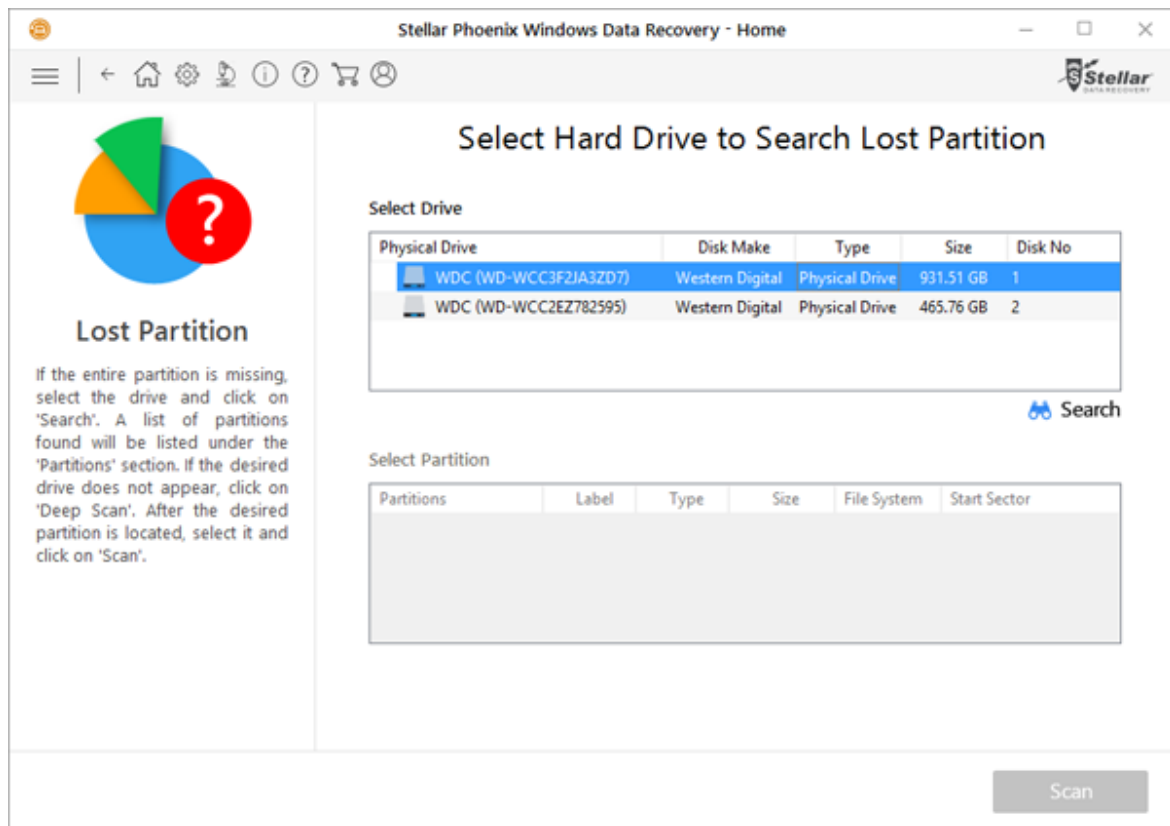 Stellar Phoenix Windows Data Recovery - Home
Stellar
DATA RECOVERY
?
Lost Partition
If the entire partition is missing,
select the drive and click on
'Search'. A list of partitions
found will be listed under the
'Partitions' section. If the desired
drive does not appear, click on
'Deep Scan'. After the desired
partition is located, select it and
click on 'Scan'.
Select Hard Drive to Search Lost Partition
Select Drive
Physical Drive Disk Make Type Size Disk No
WDC (WD-WCC3F2JA3ZD7) Western Digital Physical Drive 931.51 GB 1
WDC (WD-WCC2EZ782595) Western Digital Physical Drive 465.76 GB 2
Search
Select Partition
Partitions Label Type Size File System Start Sector
Scan